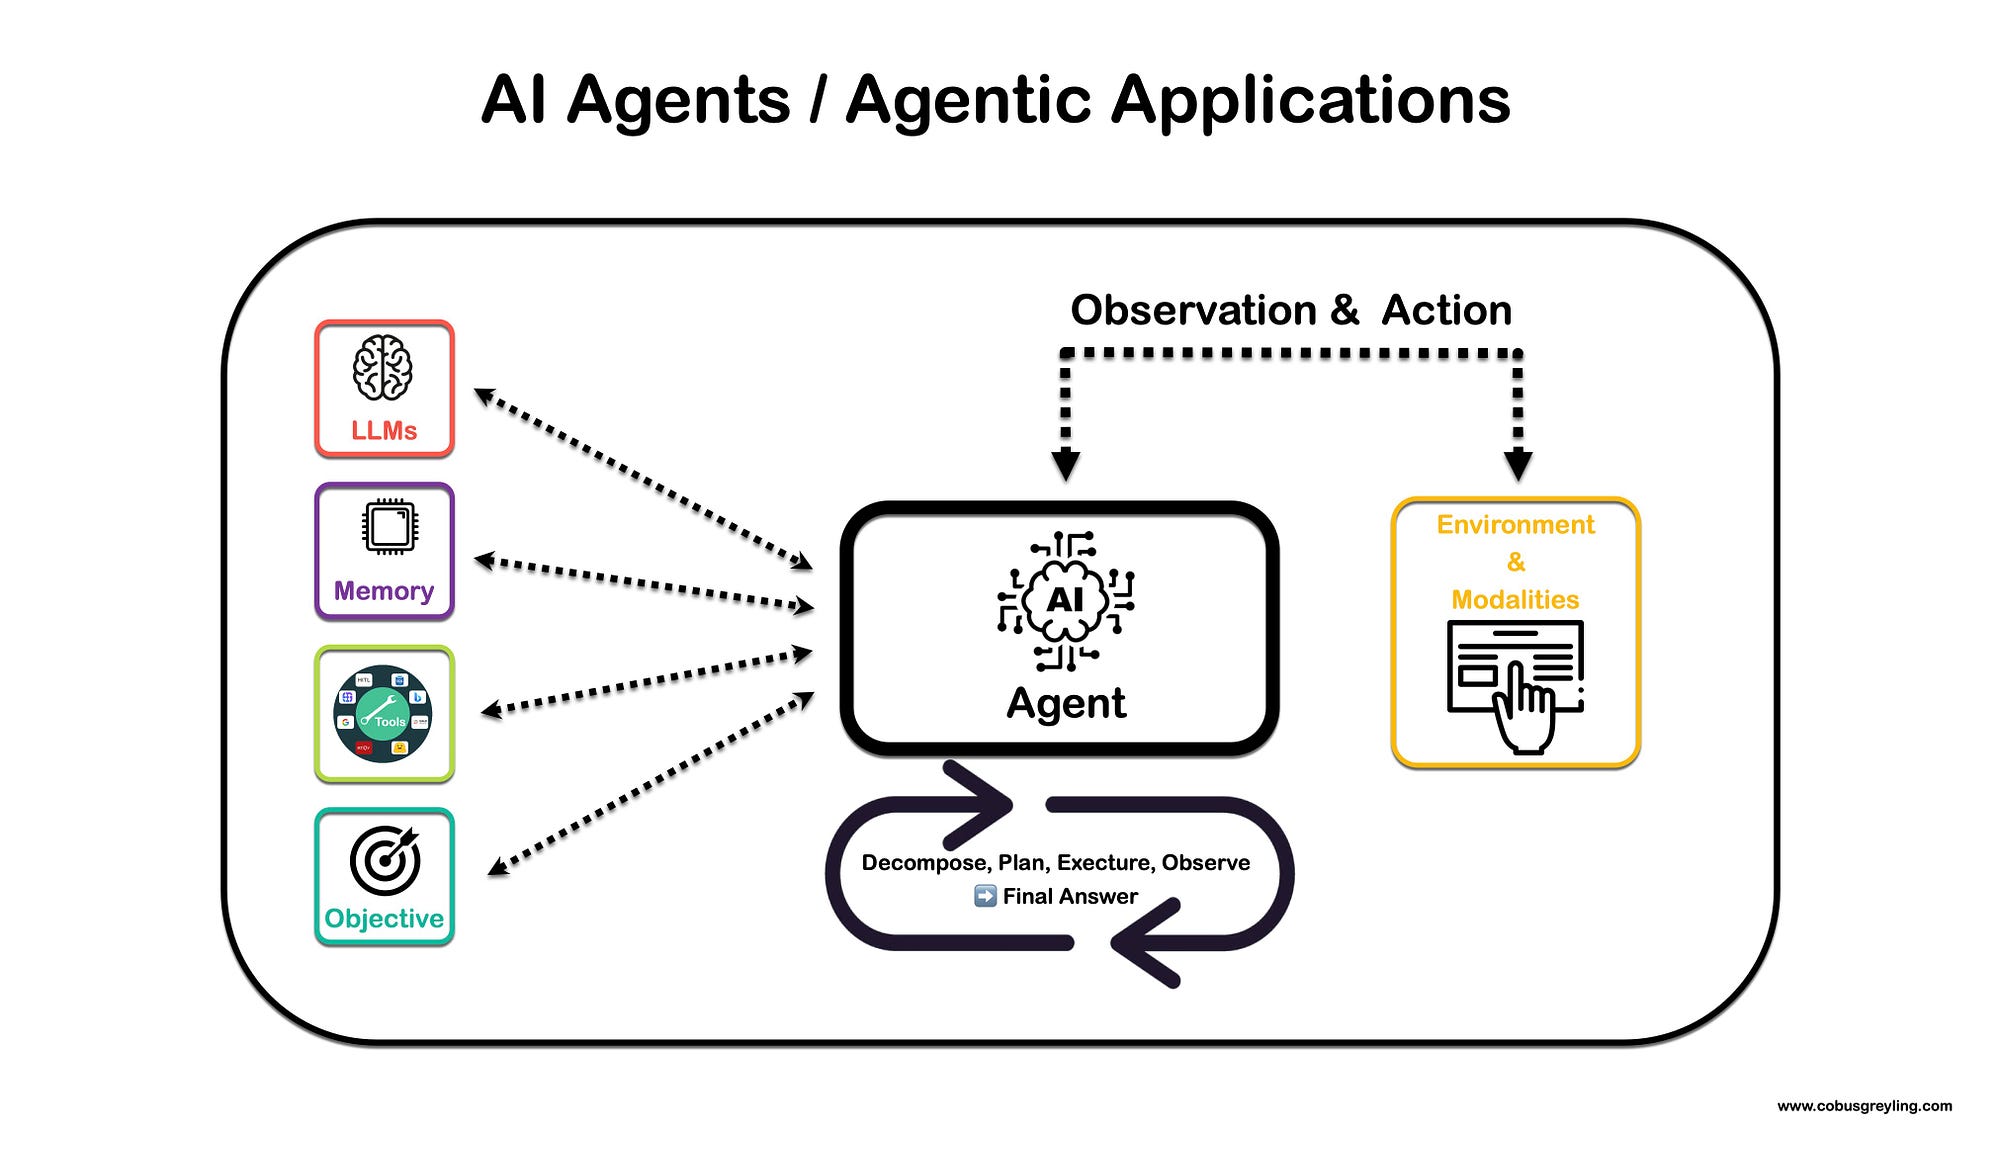 AI Agents / Agentic Applications
Observation & Action
LLMs
Memory
HITL
Tools
Objective
AI
Agent
Decompose, Plan, Execture, Observe
➡️ Final Answer
Environment
&
Modalities
www.cobusgreyling.com